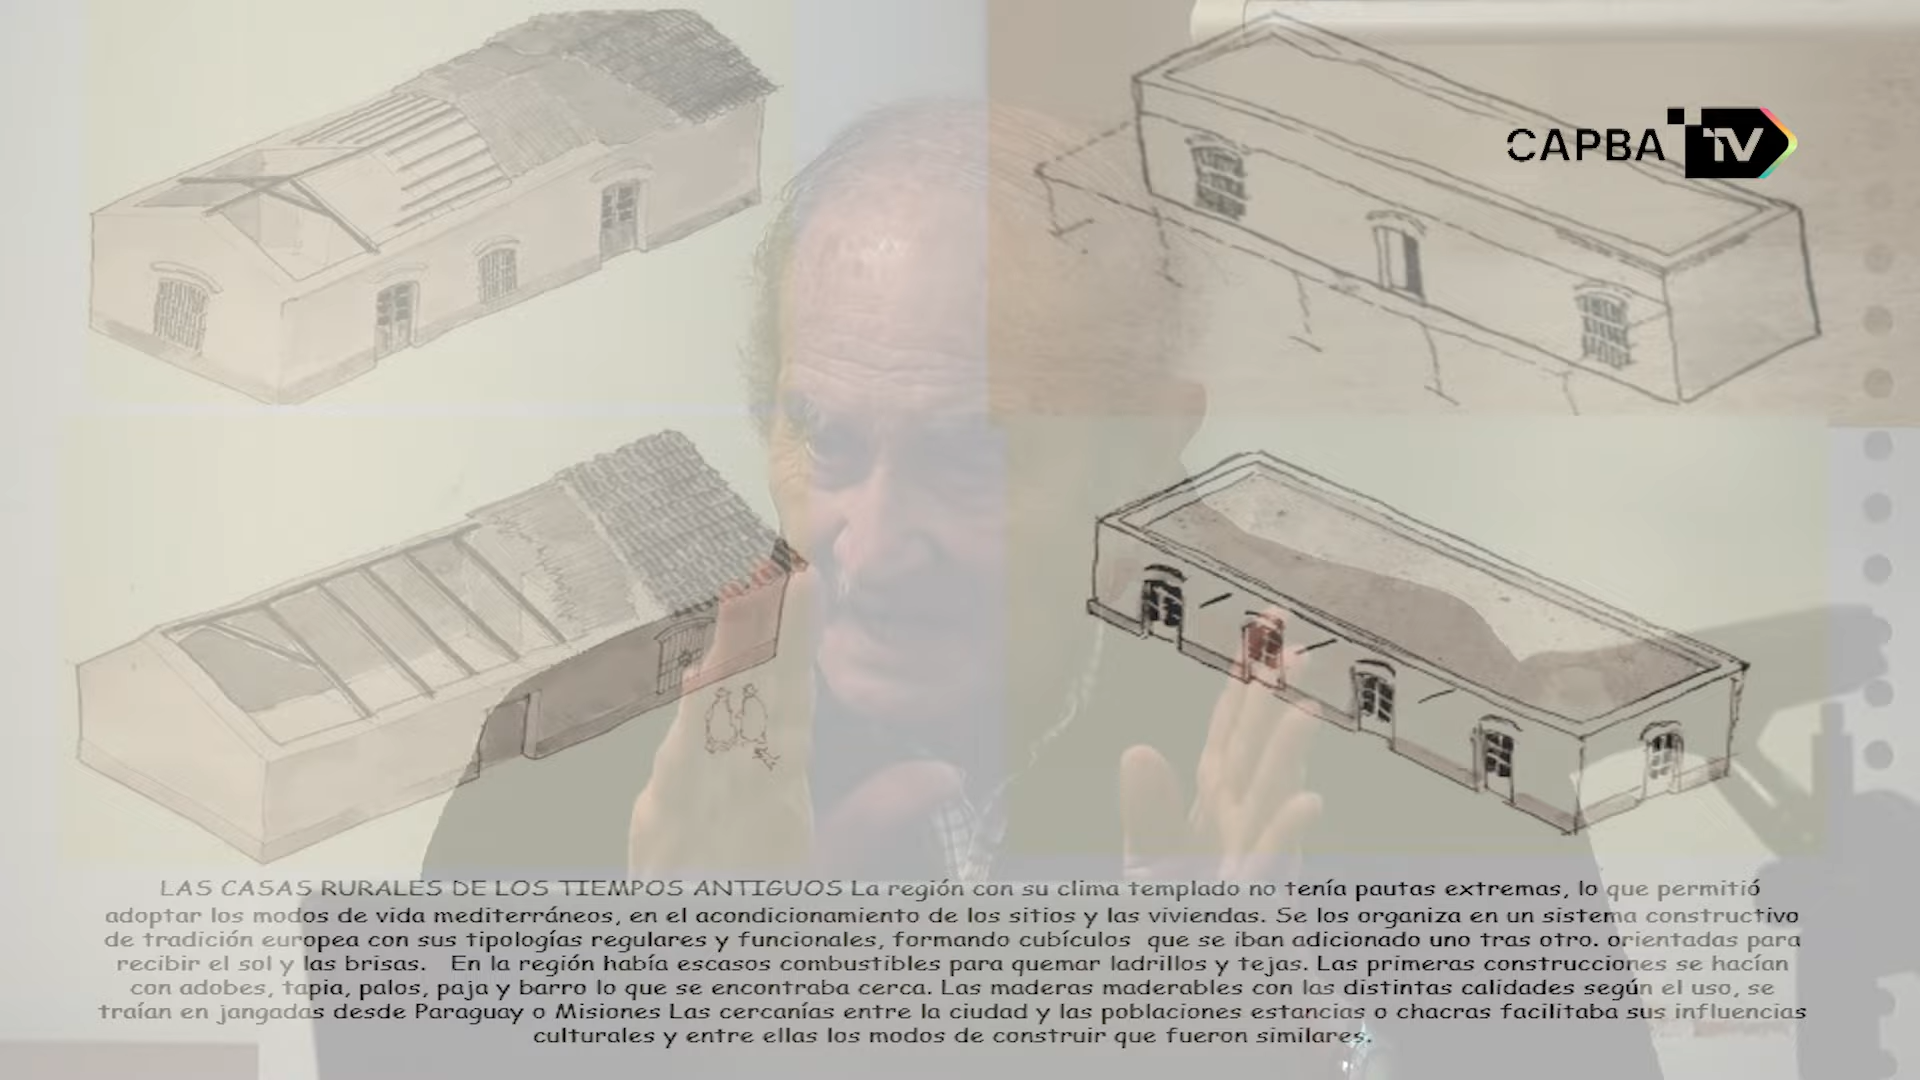 CAPBA TV
LAS CASAS RURALES DE LOS TIEMPOS ANTIGUOS La región con su clima templado no tenía pautas extremas, lo que permitió
adoptar los modos de vida mediterráneos, en el acondicionamiento de los sitios y las viviendas. Se los organiza en un sistema constructivo
de tradición europea con sus tipologías regulares y funcionales, formando cubículos que se iban adicionado uno tras otro. orientadas para
recibir el sol y las brisas. En la región había escasos combustibles para quemar ladrillos y tejas. Las primeras construcciones se hacían
con adobes, tapia, palos, paja y barro lo que se encontraba cerca. Las maderas maderables con las distintas calidades según el uso, se
traían en jangadas desde Paraguay o Misiones Las cercanías entre la ciudad y las poblaciones estancias o chacras facilitaba sus influencias
culturales y entre ellas los modos de construir que fueron similares.